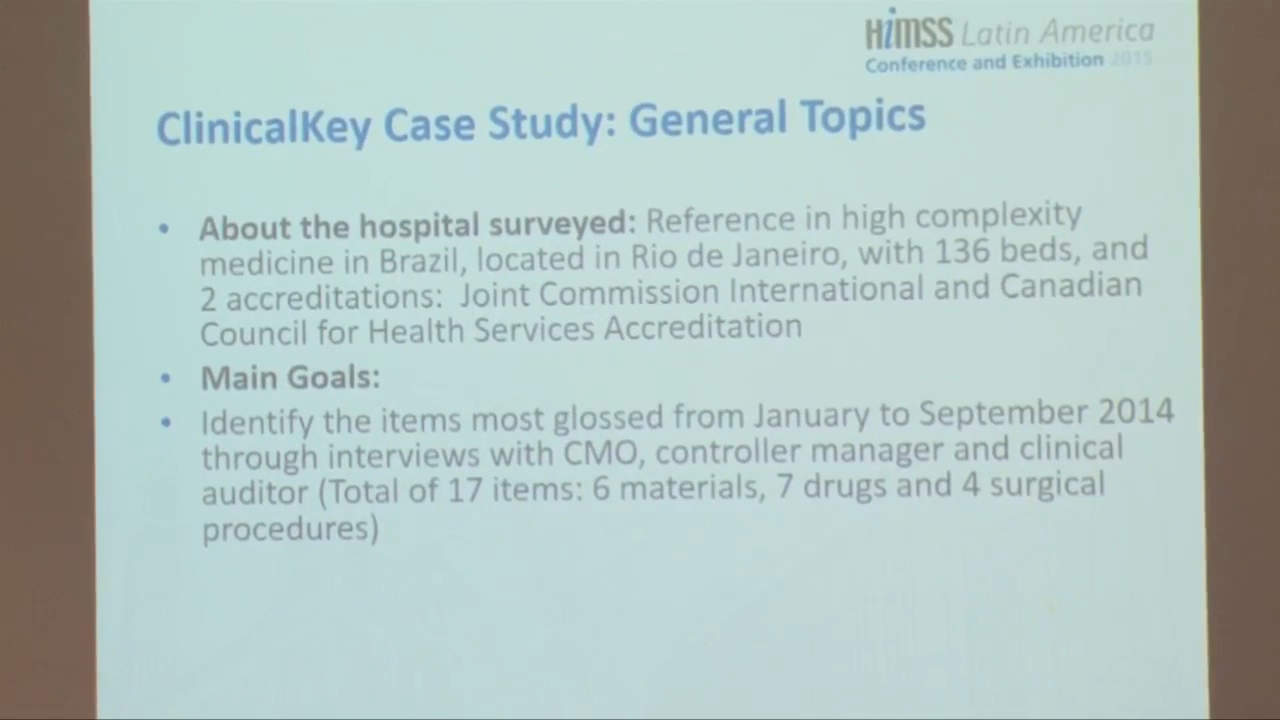 HiMSS Latin America
Conference and Exhibition 2015
ClinicalKey Case Study: General Topics
• About the hospital surveyed: Reference in high complexity
medicine in Brazil, located in Rio de Janeiro, with 136 beds, and
2 accreditations: Joint Commission International and Canadian
Council for Health Services Accreditation
• Main Goals:
• Identify the items most glossed from January to September 2014
through interviews with CMO, controller manager and clinical
auditor (Total of 17 items: 6 materials, 7 drugs and 4 surgical
procedures)